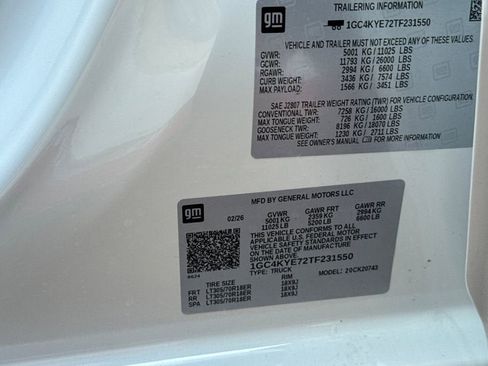 TRAILERING INFORMATION
gm
1GC4KYE72TF231550
VEHICLE AND TRAILER MUST NOT EXCEED ANY OF THESE WEIGHTS
GVWR: 5001 KG / 11025 LBS
GCWR: 11793 KG / 26000 LBS
RGAWR: 2994 KG / 6600 LBS
CURB WEIGHT: 3436 KG / 7574 LBS
MAX PAYLOAD: 1566 KG / 3451 LBS
SAE J2807 TRAILER WEIGHT RATING (TWR) FOR VEHICLE CONFIGURATION
CONVENTIONAL TWR: 7258 KG / 16000 LBS
MAX TONGUE WEIGHT: 726 KG / 1600 LBS
GOOSENECK TWR: 8196 KG / 18070 LBS
MAX TONGUE WEIGHT: 1230 KG / 2711 LBS
SEE OWNER'S MANUAL FOR MORE INFORMATION
gm
MFD BY GENERAL MOTORS LLC
02/26
GVWR GAWR FRT GAWR RR
5001 KG 2359 KG 2994 KG
11025 LB 5200 LB 6600 LB
THIS VEHICLE CONFORMS TO ALL
APPLICABLE U.S. FEDERAL MOTOR
VEHICLE SAFETY STANDARDS IN EFFECT ON
THE DATE OF MANUFACTURE SHOWN ABOVE.
1GC4KYE72TF231550
TYPE: TRUCK MODEL: 20CK20743
TIRE SIZE RIM
FRT LT305/70R18ER 18X9J
RR LT305/70R18ER 18X9J
SPA LT305/70R18ER 18X9J